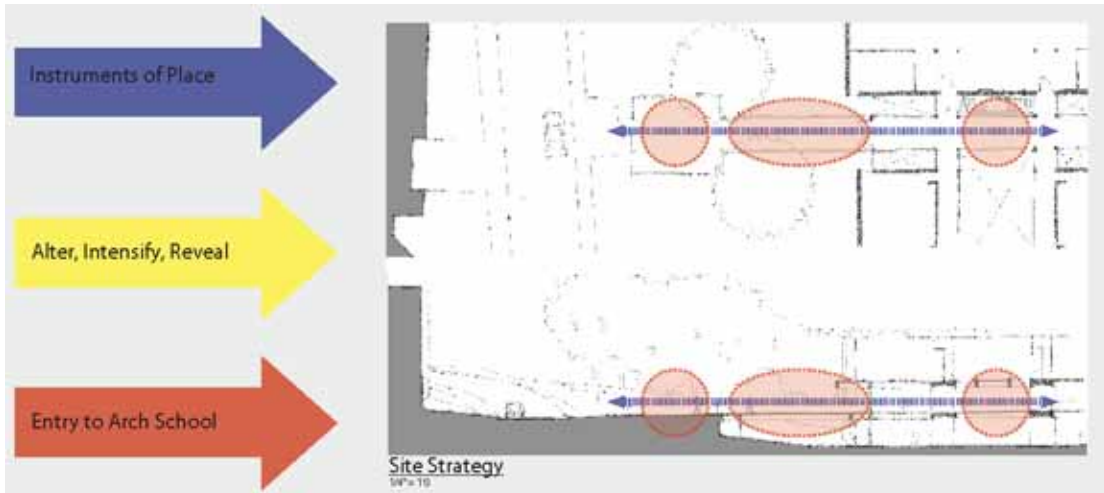 Instruments of Place
Alter, Intensify, Reveal
Entry to Arch School
Site Strategy